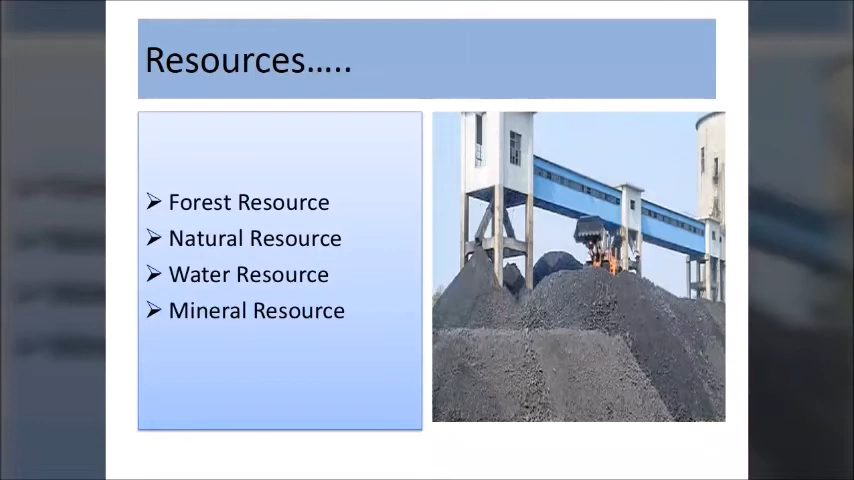 Resources.....
➢ Forest Resource
➢ Natural Resource
➢ Water Resource
➢ Mineral Resource